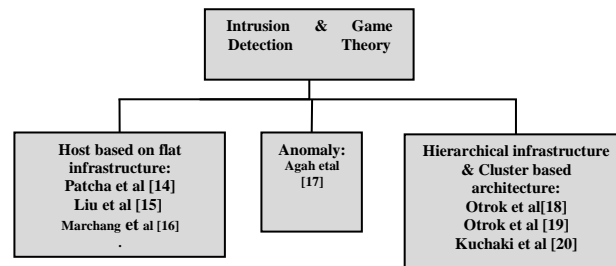 Intrusion & Game
Detection Theory
Host based on flat
infrastructure:
Patcha et al [14]
Liu et al [15]
Marchang et al [16]
.
Anomaly:
Agah etal
[17]
Hierarchical infrastructure
& Cluster based
architecture:
Otrok et al[18]
Otrok et al [19]
Kuchaki et al [20]